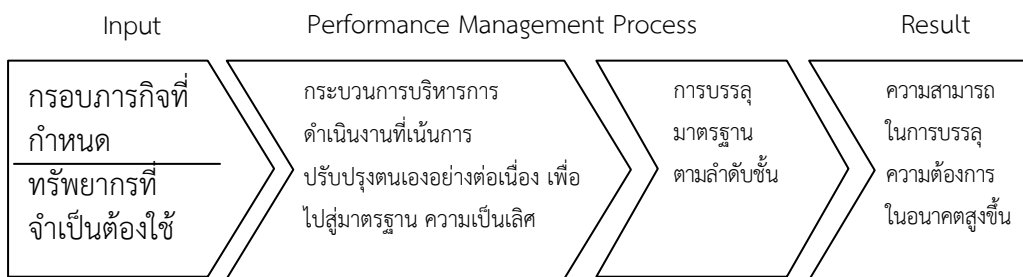 Input Performance Management Process Result
กรอบภารกิจที่
กำหนด
ทรัพยากรที่
จำเป็นต้องใช้
กระบวนการบริหารการ
ดำเนินงานที่เน้นการ
ปรับปรุงตนเองอย่างต่อเนื่อง เพื่อ
ไปสู่มาตรฐาน ความเป็นเลิศ
การบรรลุ
มาตรฐาน
ตามลำดับชั้น
ความสามารถ
ในการบรรลุ
ความต้องการ
ในอนาคตสูงขึ้น